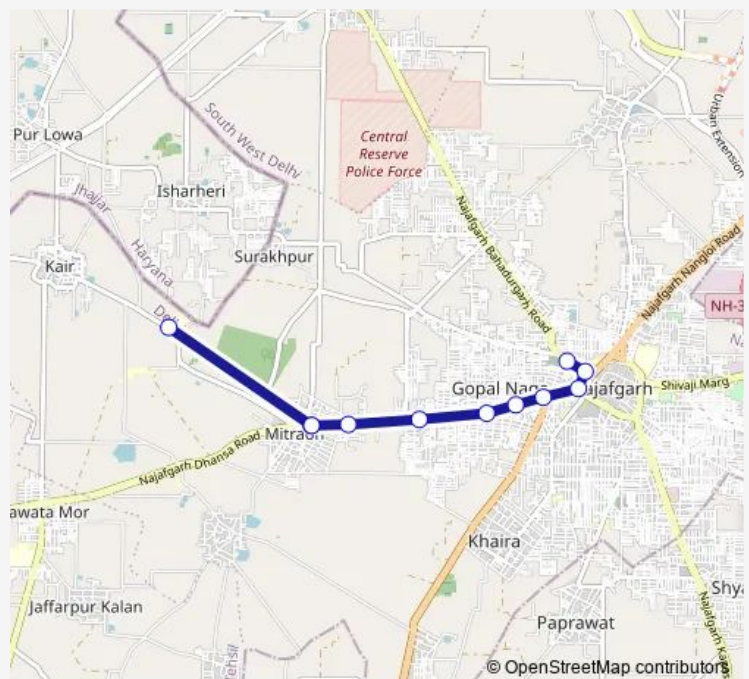 South West Delhi
Pur Lowa
Central
Reserve
Police Force
Isharheri
Urban Extension
Jhajjar
Haryana
Surakhpur
Kair
Najafgarh Bahadurgarh Road
Najafgarh Nangloi Road
NH-3
Gopal Naga
Najafgarh
Shivaji Marg
Mitraon
Najafgarh Dhansa Road
awata Mor
Khaira
Jaffarpur Kalan
Shya
Paprawat
Najafgarh Ka
© OpenStreetMap contributors